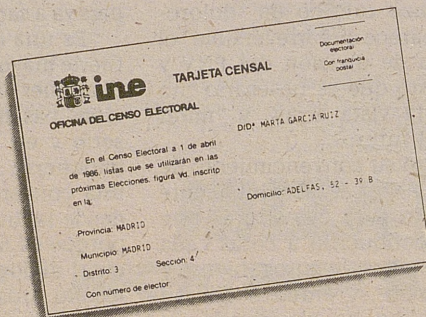 ine
TARJETA CENSAL
Documentación
electoral
Con franquicia
postal
OFICINA DEL CENSO ELECTORAL
En el Censo Electoral a 1 de abril
de 1986, listas que se utilizarán en las
próximas Elecciones, figura Vd. inscrito
en la:
D/Dª MARTA GARCIA RUIZ
Domicilio: ADELFAS, 52 - 3º B
Provincia: MADRID
Municipio: MADRID
Distrito: 3 Sección: 4
Con número de elector: